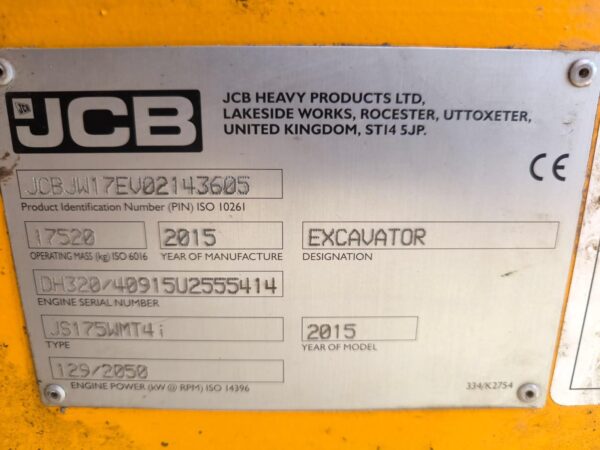 JCB
JCB HEAVY PRODUCTS LTD,
LAKESIDE WORKS, ROCESTER, UTTOXETER,
UNITED KINGDOM, ST14 5JP.
CE
JCBJW17EV02143605
Product Identification Number (PIN) ISO 10261
17520 2015 EXCAVATOR
OPERATING MASS (kg) ISO 6016 YEAR OF MANUFACTURE DESIGNATION
DH320/40915U2555414
ENGINE SERIAL NUMBER
JS175WMT4i 2015
TYPE YEAR OF MODEL
129/2050
ENGINE POWER (kW @ RPM) ISO 14396
334/K2754